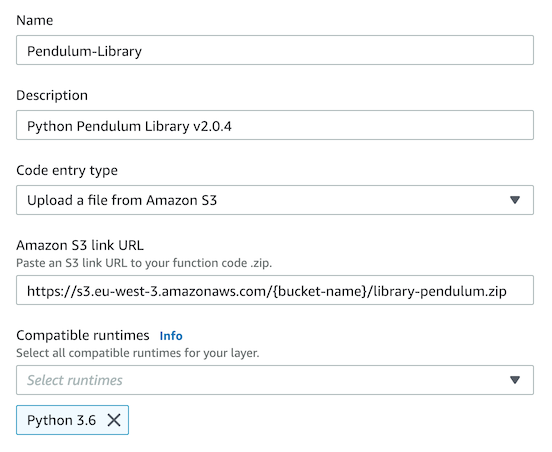 Name
Pendulum-Library
Description
Python Pendulum Library v2.0.4
Code entry type
Upload a file from Amazon S3
Amazon S3 link URL
Paste an S3 link URL to your function code .zip.
https://s3.eu-west-3.amazonaws.com/{bucket-name}/library-pendulum.zip
Compatible runtimes Info
Select all compatible runtimes for your layer.
Select runtimes
Python 3.6